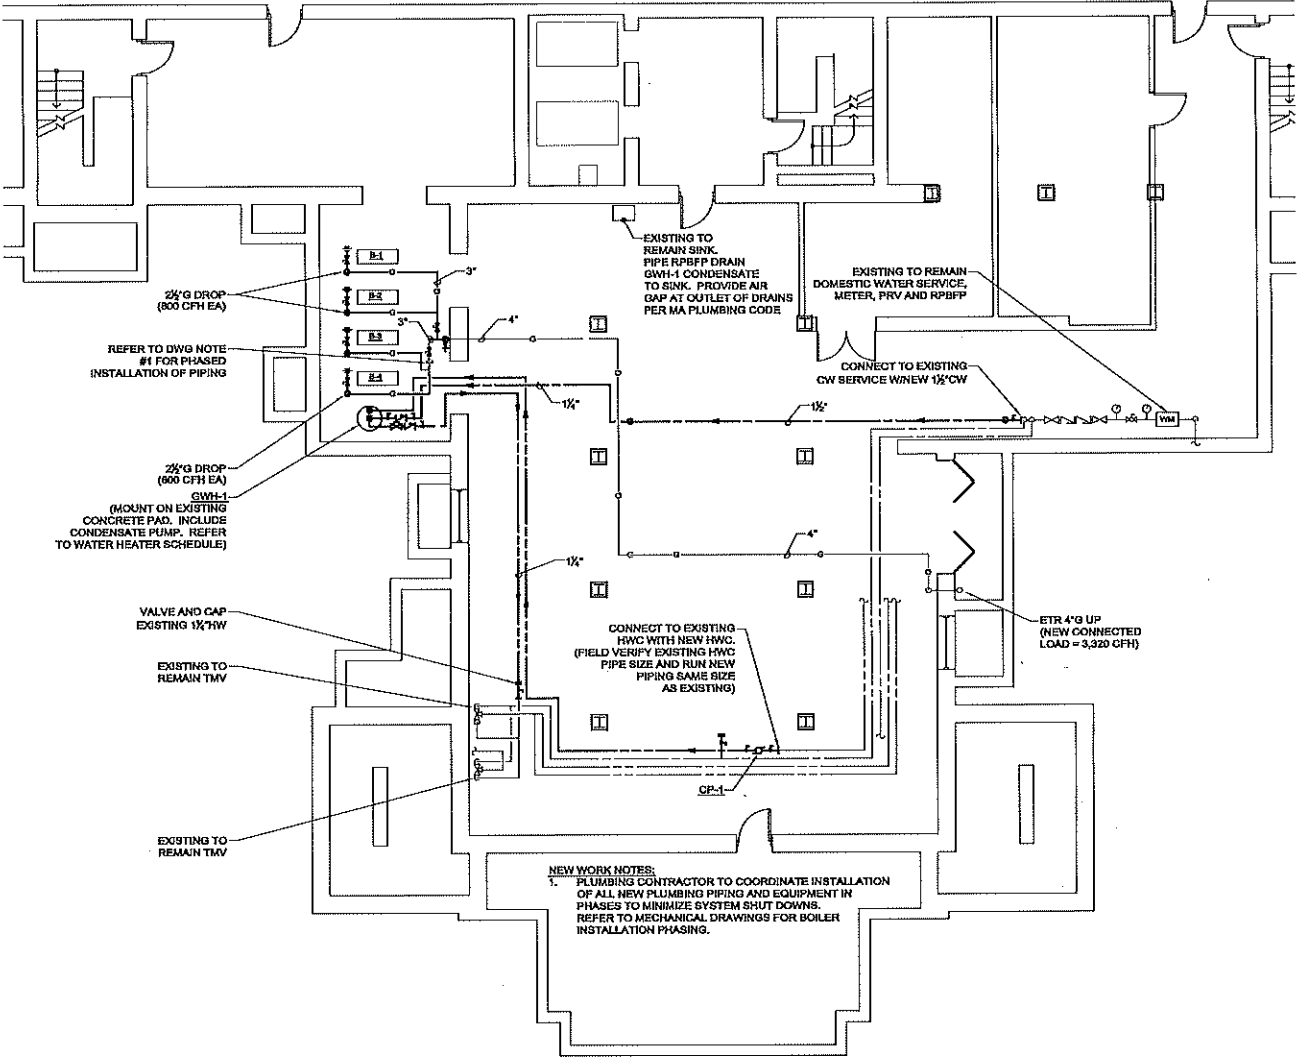 EXISTING TO
REMAIN SINK.
PIPE RPBFP DRAIN
GWH-1 CONDENSATE
TO SINK. PROVIDE AIR
GAP AT OUTLET OF DRAINS
PER MA PLUMBING CODE
EXISTING TO REMAIN
DOMESTIC WATER SERVICE,
METER, PRV AND RPBFP
B-1
B-2
B-3
B-4
3"
3"
4"
2½"G DROP
(800 CFH EA)
REFER TO DWG NOTE
#1 FOR PHASED
INSTALLATION OF PIPING
CONNECT TO EXISTING
CW SERVICE W/NEW 1½"CW
1¼"
1½"
WM
2½"G DROP
(800 CFH EA)
GWH-1
(MOUNT ON EXISTING
CONCRETE PAD. INCLUDE
CONDENSATE PUMP. REFER
TO WATER HEATER SCHEDULE)
4"
1¼"
VALVE AND CAP
EXISTING 1½"HW
EXISTING TO
REMAIN TMV
CONNECT TO EXISTING
HWC WITH NEW HWC.
(FIELD VERIFY EXISTING HWC
PIPE SIZE AND RUN NEW
PIPING SAME SIZE
AS EXISTING)
ETR 4"G UP
(NEW CONNECTED
LOAD = 3,320 CFH)
CP-1
EXISTING TO
REMAIN TMV
NEW WORK NOTES:
1. PLUMBING CONTRACTOR TO COORDINATE INSTALLATION
OF ALL NEW PLUMBING PIPING AND EQUIPMENT IN
PHASES TO MINIMIZE SYSTEM SHUT DOWNS.
REFER TO MECHANICAL DRAWINGS FOR BOILER
INSTALLATION PHASING.